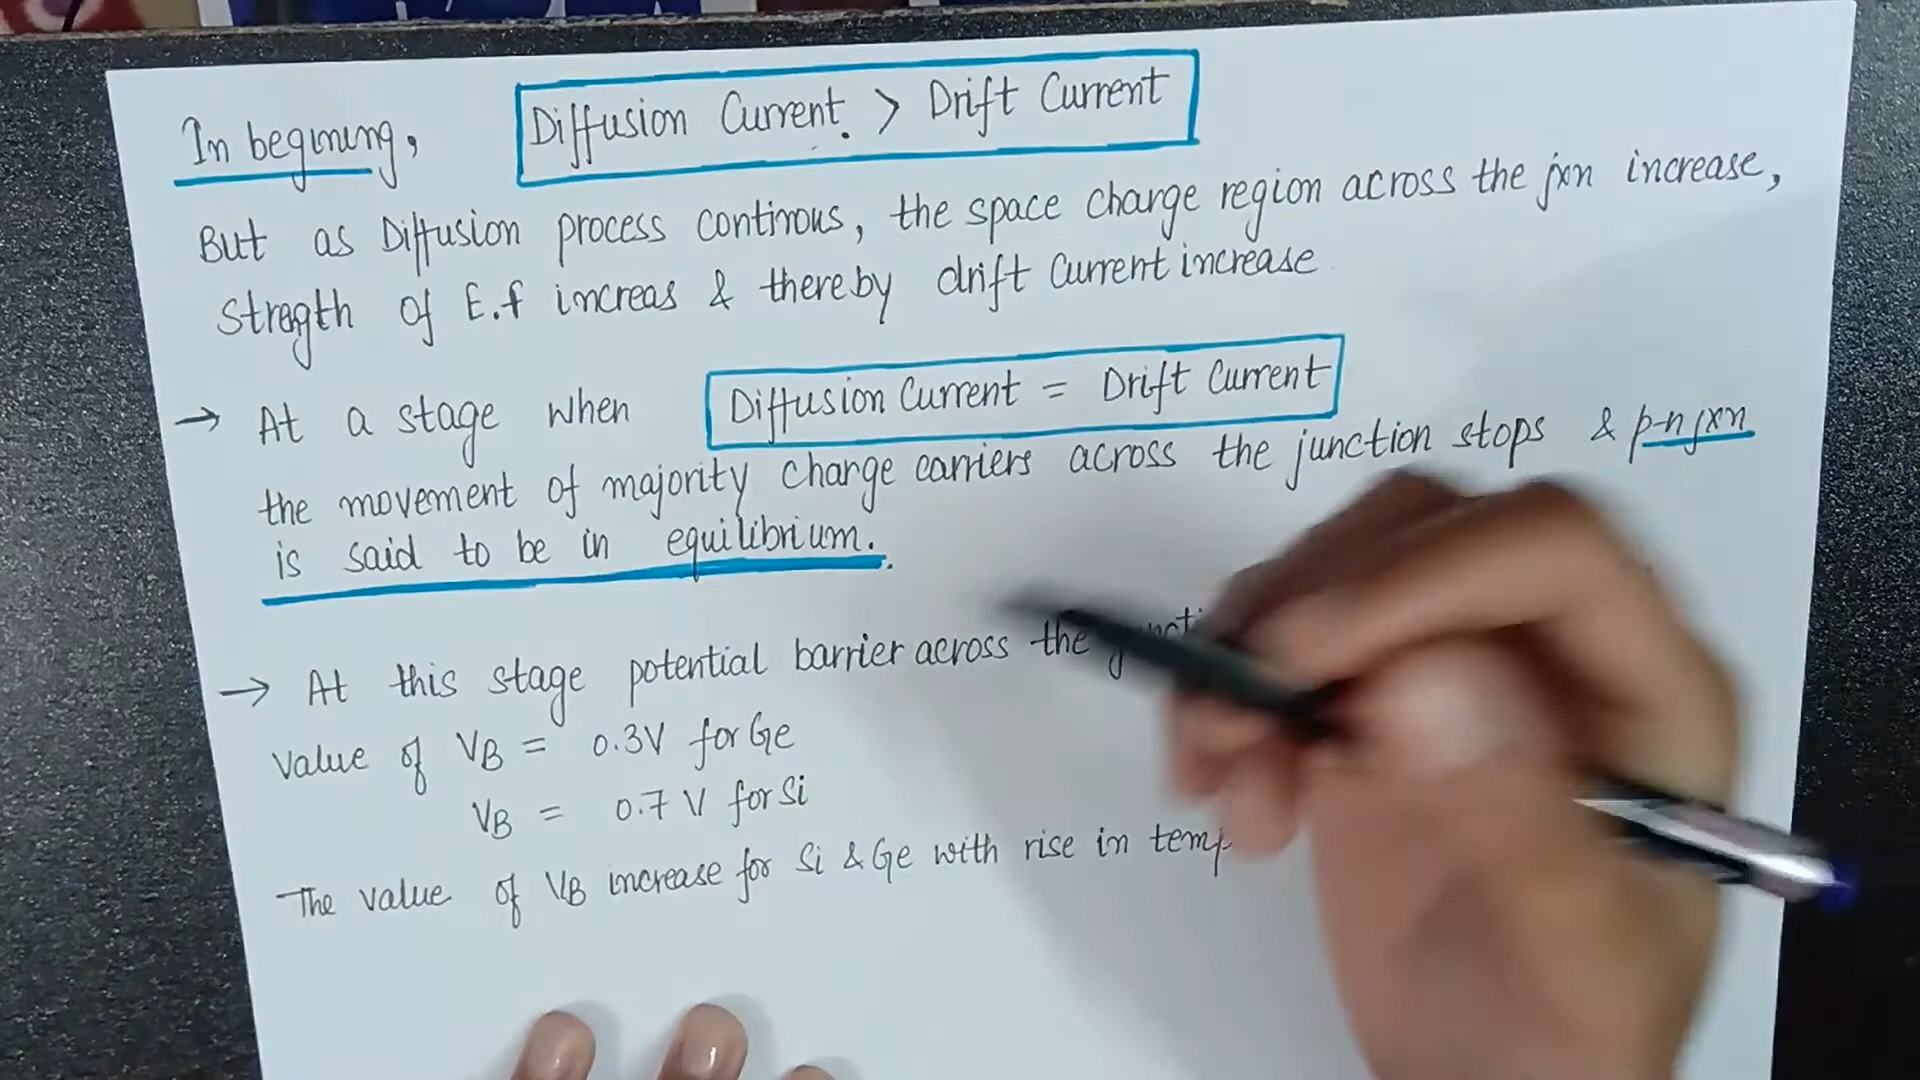 In begining, Diffusion Current > Drift Current
But as Diffusion process continous, the space charge region across the jxn increase,
stregth of E.f increas & thereby drift current increase
→ At a stage when Diffusion Current = Drift Current
the movement of majority charge carriers across the junction stops & p-n jxn
is said to be in equilibrium.
→ At this stage potential barrier across the
Value of VB = 0.3V for Ge
VB = 0.7 V for Si
The value of VB increase for Si & Ge with rise in temp